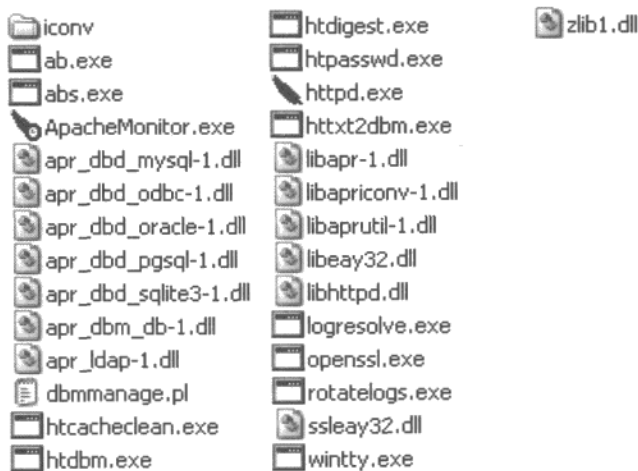 iconv
ab.exe
abs.exe
ApacheMonitor.exe
apr_dbd_mysql-1.dll
apr_dbd_odbc-1.dll
apr_dbd_oracle-1.dll
apr_dbd_pgsql-1.dll
apr_dbd_sqlite3-1.dll
apr_dbm_db-1.dll
apr_ldap-1.dll
dbmmanage.pl
htcacheclean.exe
htdbm.exe
htdigest.exe
htpasswd.exe
httpd.exe
httxt2dbm.exe
libapr-1.dll
libapriconv-1.dll
libaprutil-1.dll
libeay32.dll
libhttpd.dll
logresolve.exe
openssl.exe
rotatelogs.exe
ssleay32.dll
wintty.exe
zlib1.dll